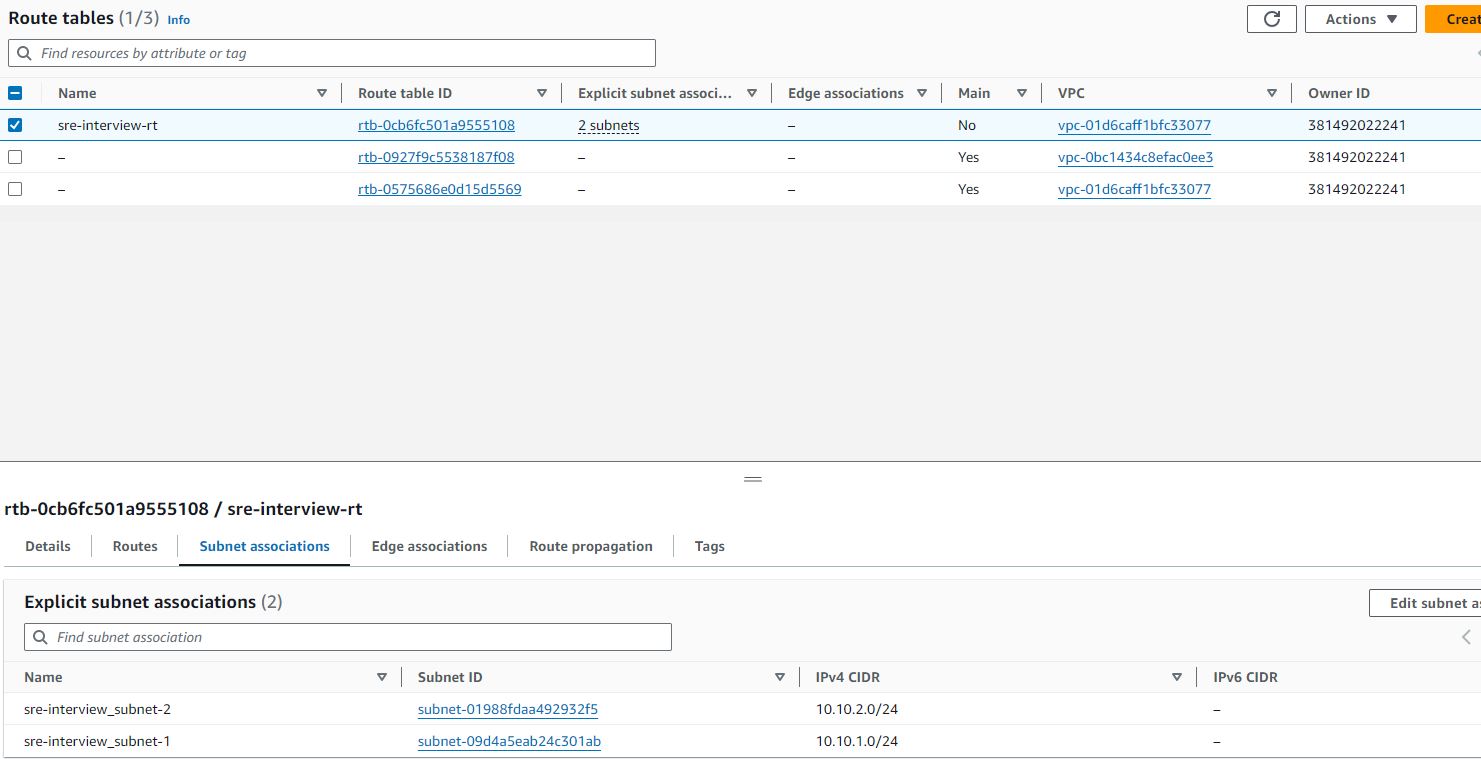 Route tables (1/3) Info
Actions
Creat
Find resources by attribute or tag
Name Route table ID Explicit subnet associ... Edge associations Main VPC Owner ID
sre-interview-rt rtb-0cb6fc501a9555108 2 subnets – No vpc-01d6caff1bfc33077 381492022241
– rtb-0927f9c5538187f08 – – Yes vpc-0bc1434c8efac0ee3 381492022241
– rtb-0575686e0d15d5569 – – Yes vpc-01d6caff1bfc33077 381492022241
rtb-0cb6fc501a9555108 / sre-interview-rt
Details Routes Subnet associations Edge associations Route propagation Tags
Explicit subnet associations (2)
Edit subnet as
Find subnet association
Name Subnet ID IPv4 CIDR IPv6 CIDR
sre-interview_subnet-2 subnet-01988fdaa492932f5 10.10.2.0/24 –
sre-interview_subnet-1 subnet-09d4a5eab24c301ab 10.10.1.0/24 –